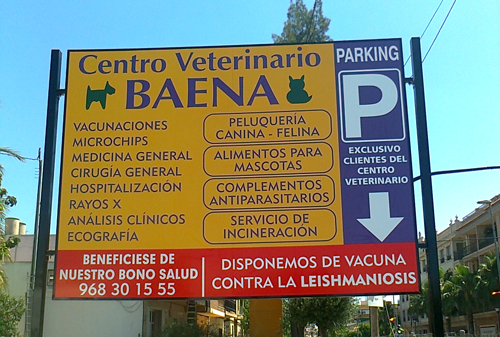 Centro Veterinario
BAENA
VACUNACIONES
MICROCHIPS
MEDICINA GENERAL
CIRUGÍA GENERAL
HOSPITALIZACIÓN
RAYOS X
ANÁLISIS CLÍNICOS
ECOGRAFÍA
PELUQUERÍA
CANINA - FELINA
ALIMENTOS PARA
MASCOTAS
COMPLEMENTOS
ANTIPARASITARIOS
SERVICIO DE
INCINERACIÓN
PARKING
P
EXCLUSIVO
CLIENTES DEL
CENTRO
VETERINARIO
BENEFICIESE DE
NUESTRO BONO SALUD
968 30 15 55
DISPONEMOS DE VACUNA
CONTRA LA LEISHMANIOSIS